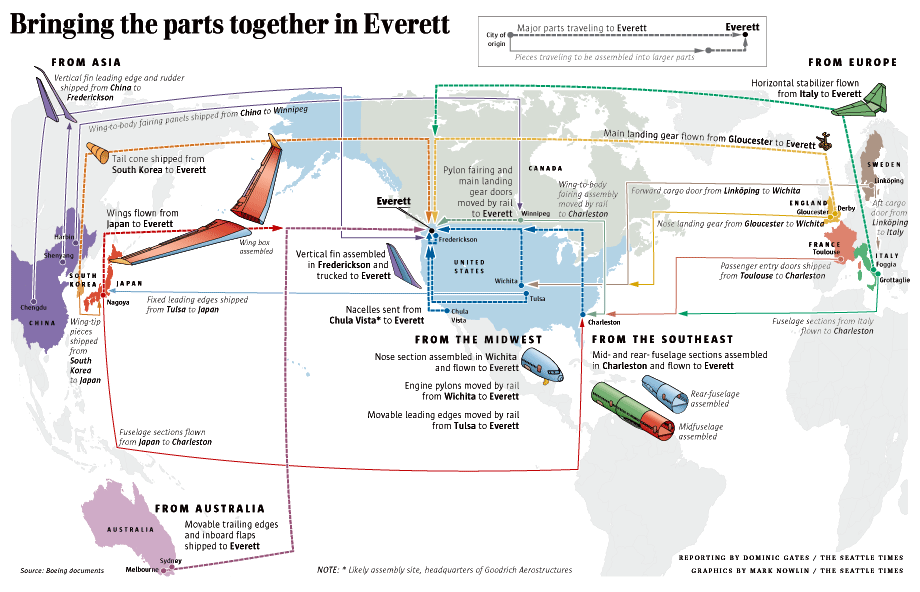 Bringing the parts together in Everett
City of
origin
Major parts traveling to Everett
Everett
Pieces traveling to be assembled into larger parts
FROM ASIA
Vertical fin leading edge and rudder
shipped from China to
Frederickson
FROM EUROPE
Horizontal stabilizer flown
from Italy to Everett
Wing-to-body fairing panels shipped from China to Winnipeg
Main landing gear flown from Gloucester to Everett
Tail cone shipped from
South Korea to Everett
Pylon fairing and
main landing
gear doors
moved by rail
to Everett
CANADA
Wing-to-body
fairing assembly
moved by rail
to Charleston
SWEDEN
Linköping
Forward cargo door from Linköping to Wichita
Aft cargo
door from
Linköping
to Italy
ENGLAND
Gloucester
Derby
Nose landing gear from Gloucester to Wichita
Wings flown from
Japan to Everett
Everett
Winnipeg
Frederickson
Wing box
assembled
Harbin
Shenyang
FRANCE
Toulouse
ITALY
Foggia
Grottaglie
Vertical fin assembled
in Frederickson and
trucked to Everett
UNITED
STATES
Passenger entry doors shipped
from Toulouse to Charleston
SOUTH
KOREA
JAPAN
Nagoya
Wichita
Tulsa
Chengdu
CHINA
Fixed leading edges shipped
from Tulsa to Japan
Nacelles sent from
Chula Vista* to Everett
Chula
Vista
Charleston
Fuselage sections from Italy
flown to Charleston
Wing-tip
pieces
shipped
from
South
Korea
to Japan
FROM THE MIDWEST
Nose section assembled in Wichita
and flown to Everett
Engine pylons moved by rail
from Wichita to Everett
Movable leading edges moved by rail
from Tulsa to Everett
FROM THE SOUTHEAST
Mid- and rear- fuselage sections assembled
in Charleston and flown to Everett
Rear-fuselage
assembled
Midfuselage
assembled
Fuselage sections flown
from Japan to Charleston
FROM AUSTRALIA
Movable trailing edges
and inboard flaps
shipped to Everett
AUSTRALIA
Sydney
Melbourne
Source: Boeing documents
NOTE: * Likely assembly site, headquarters of Goodrich Aerostructures
REPORTING BY DOMINIC GATES / THE SEATTLE TIMES
GRAPHICS BY MARK NOWLIN / THE SEATTLE TIMES